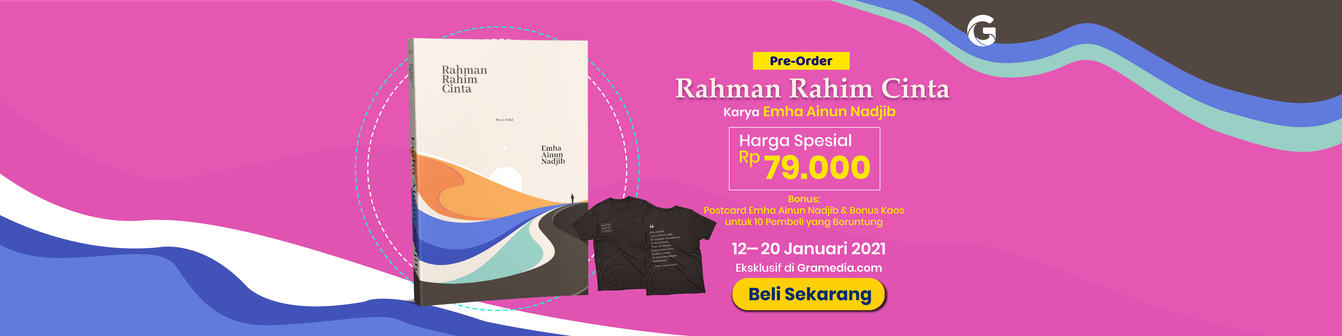 Rahman
Rahim
Cinta
Emha
Ainun
Nadjib
G
Pre-Order
Rahman Rahim Cinta
Karya Emha Ainun Nadjib
Harga Spesial
Rp 79.000
Bonus:
Postcard Emha Ainun Nadjib & Bonus Kaos
untuk 10 Pembeli yang Beruntung
12–20 Januari 2021
Eksklusif di Gramedia.com
Beli Sekarang